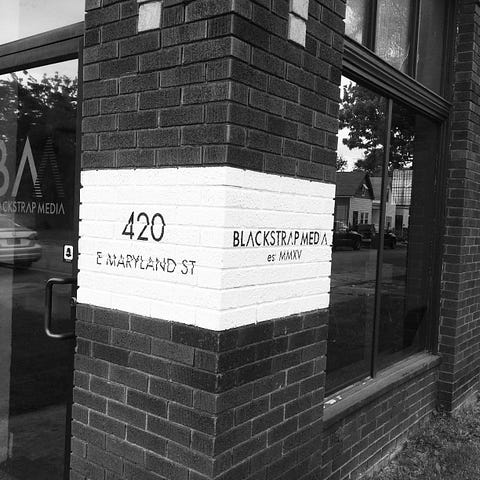 BA
BLACKSTRAP MEDIA
420
E MARYLAND ST
BLACKSTRAP MEDIA
est MMXV